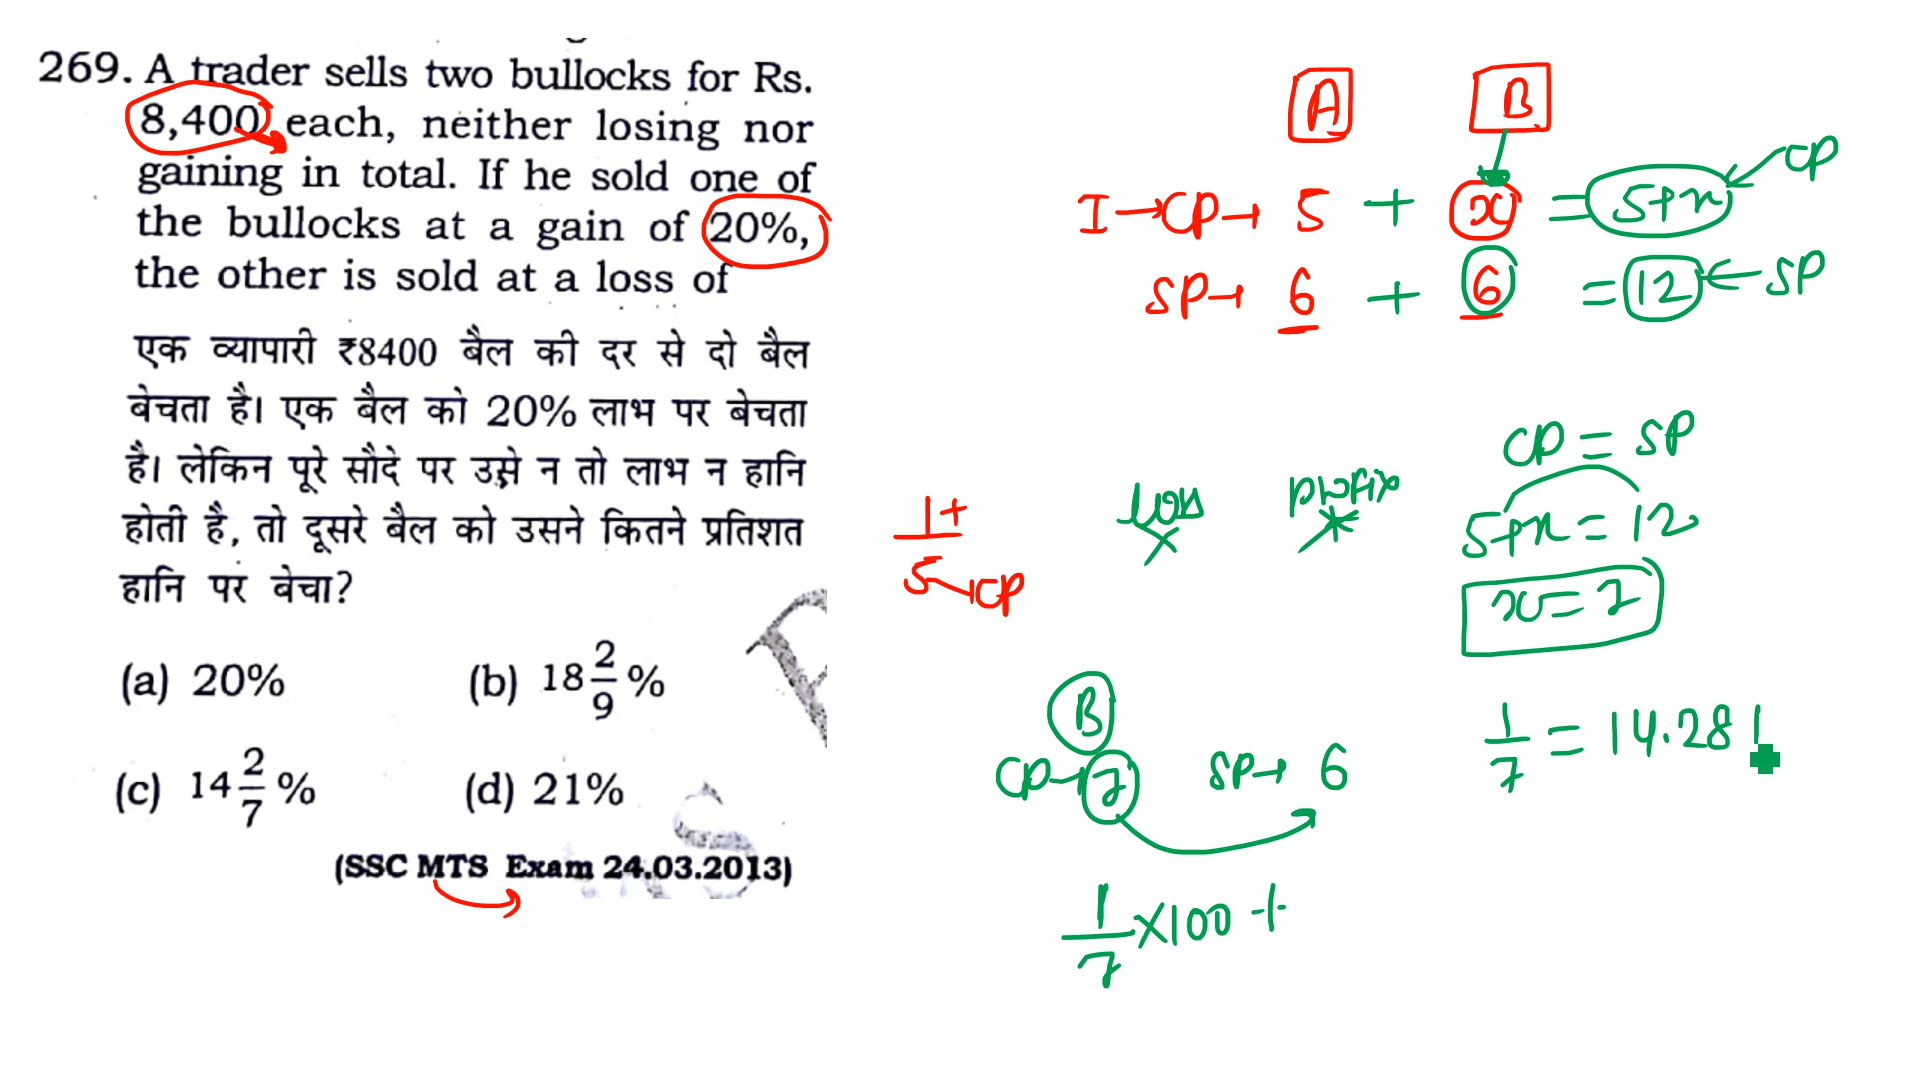 269. A trader sells two bullocks for Rs.
8,400 each, neither losing nor
gaining in total. If he sold one of
the bullocks at a gain of 20%,
the other is sold at a loss of
एक व्यापारी ₹8400 बैल की दर से दो बैल
बेचता है। एक बैल को 20% लाभ पर बेचता
है। लेकिन पूरे सौदे पर उसे न तो लाभ न हानि
होती है, तो दूसरे बैल को उसने कितने प्रतिशत
हानि पर बेचा?
(a) 20% (b) 18 2/9 %
(c) 14 2/7 % (d) 21%
(SSC MTS Exam 24.03.2013)
A B
I→CP→ 5 + x = 5+x CP
SP→ 6 + 6 = 12 ← SP
1+/5→CP
loss profit
CP = SP
5+x = 12
x = 7
B
CP→7 SP→ 6
1/7 = 14.28
1/7 ×100